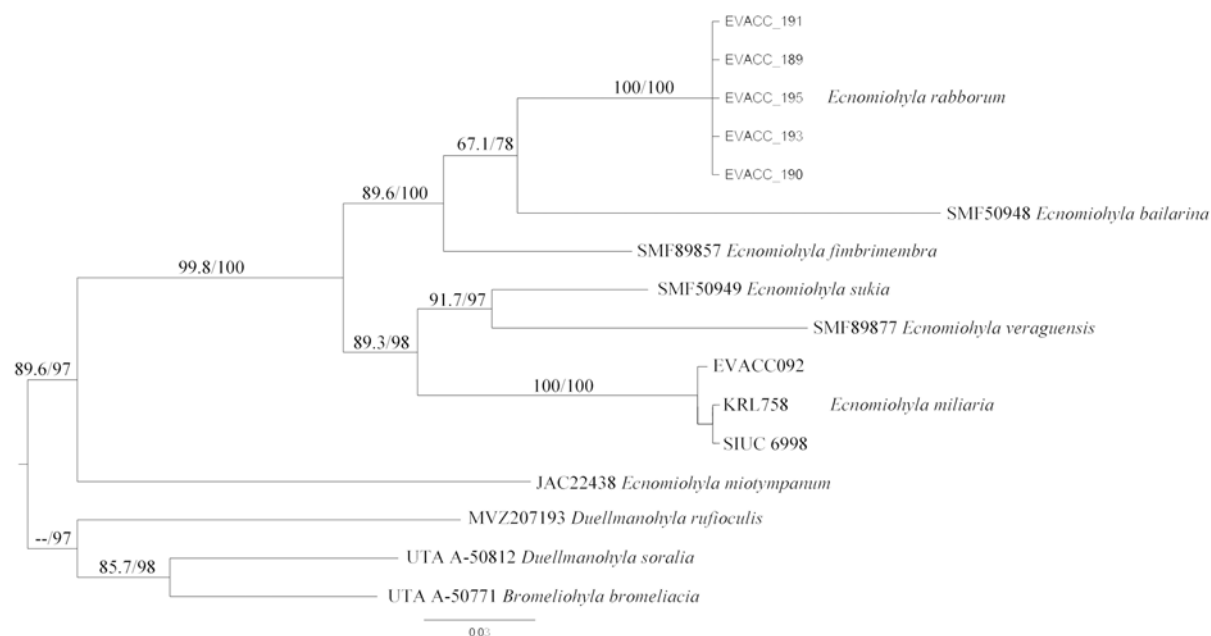 EVACC_191
EVACC_189
100/100
EVACC_195 Ecnomiohyla rabborum
EVACC_193
67.1/78
EVACC_190
89.6/100
SMF50948 Ecnomiohyla bailarina
SMF89857 Ecnomiohyla fimbrimembra
99.8/100
SMF50949 Ecnomiohyla sukia
91.7/97
SMF89877 Ecnomiohyla veraguensis
89.3/98
89.6/97
EVACC092
100/100
KRL758 Ecnomiohyla miliaria
SIUC 6998
JAC22438 Ecnomiohyla miotympanum
MVZ207193 Duellmanohyla rufioculis
--/97
UTA A-50812 Duellmanohyla soralia
85.7/98
UTA A-50771 Bromeliohyla bromeliacia
0.03